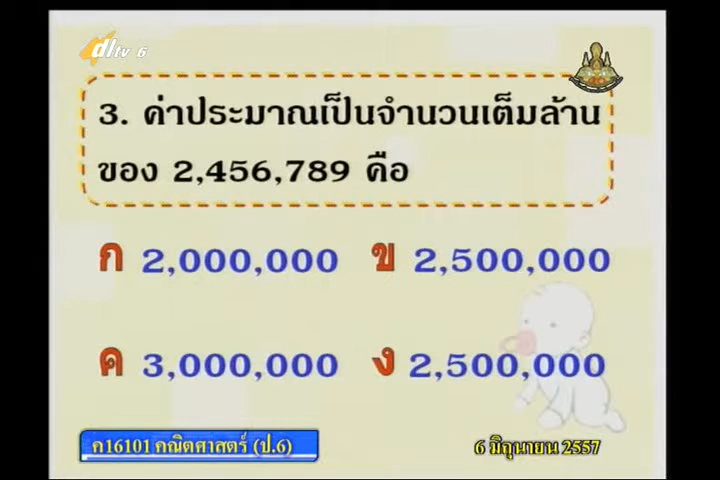 dltv 6
3. ค่าประมาณเป็นจำนวนเต็มล้าน
ของ 2,456,789 คือ
ก 2,000,000 ข 2,500,000
ค 3,000,000 ง 2,500,000
ค16101 คณิตศาสตร์ (ป.6) 6 มิถุนายน 2557